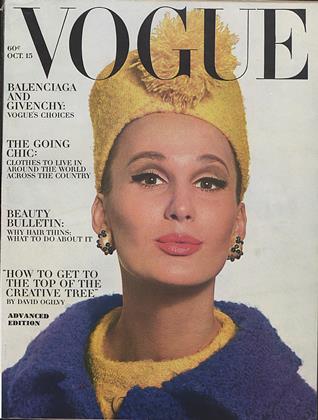 VOGUE
60¢
OCT. 15
BALENCIAGA
AND
GIVENCHY:
VOGUE'S CHOICES
THE GOING
CHIC:
CLOTHES TO LIVE IN
AROUND THE WORLD
ACROSS THE COUNTRY
BEAUTY
BULLETIN:
WHY HAIR THINS;
WHAT TO DO ABOUT IT
"HOW TO GET TO
THE TOP OF THE
CREATIVE TREE"
BY DAVID OGILVY
ADVANCED
EDITION